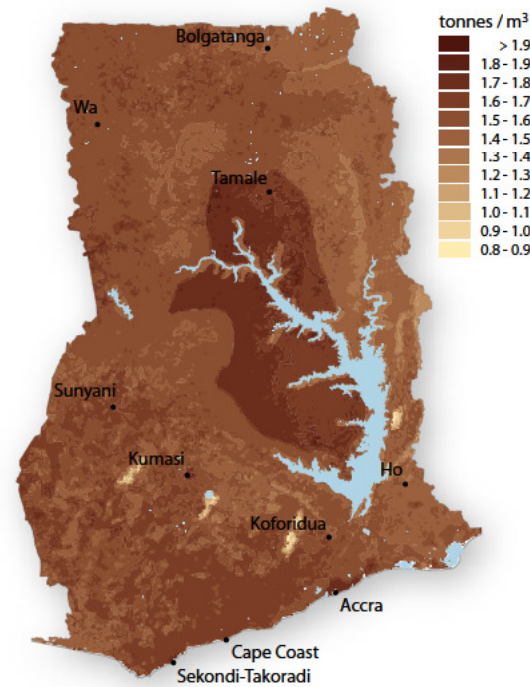 tonnes / m³
> 1.9
1.8 - 1.9
1.7 - 1.8
1.6 - 1.7
1.5 - 1.6
1.4 - 1.5
1.3 - 1.4
1.2 - 1.3
1.1 - 1.2
1.0 - 1.1
0.9 - 1.0
0.8 - 0.9
Bolgatanga
Wa
Tamale
Sunyani
Kumasi
Ho
Koforidua
Accra
Cape Coast
Sekondi-Takoradi